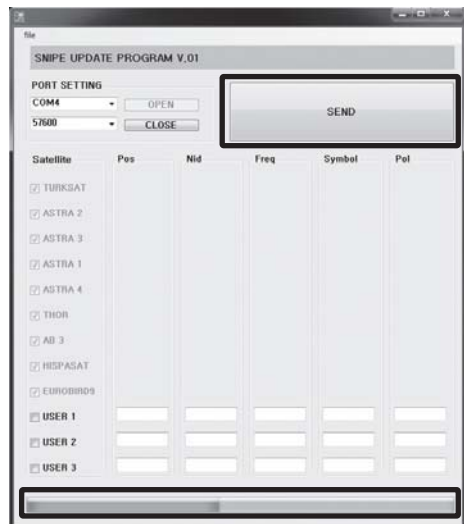 file
SNIPE UPDATE PROGRAM V.01
PORT SETTING
COM4 OPEN
57600 CLOSE
SEND
Satellite Pos Nid Freq Symbol Pol
TURKSAT
ASTRA 2
ASTRA 3
ASTRA 1
ASTRA 4
THOR
AB 3
HISPASAT
EUROBIRD9
USER 1
USER 2
USER 3